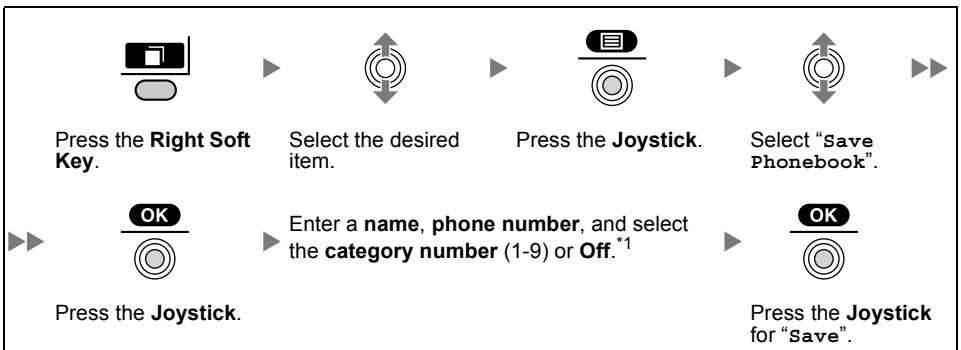 Press the Right Soft
Key.
Select the desired
item.
Press the Joystick.
Select “Save
Phonebook”.
OK
Press the Joystick.
Enter a name, phone number, and select
the category number (1-9) or Off.*1
OK
Press the Joystick
for “Save”.